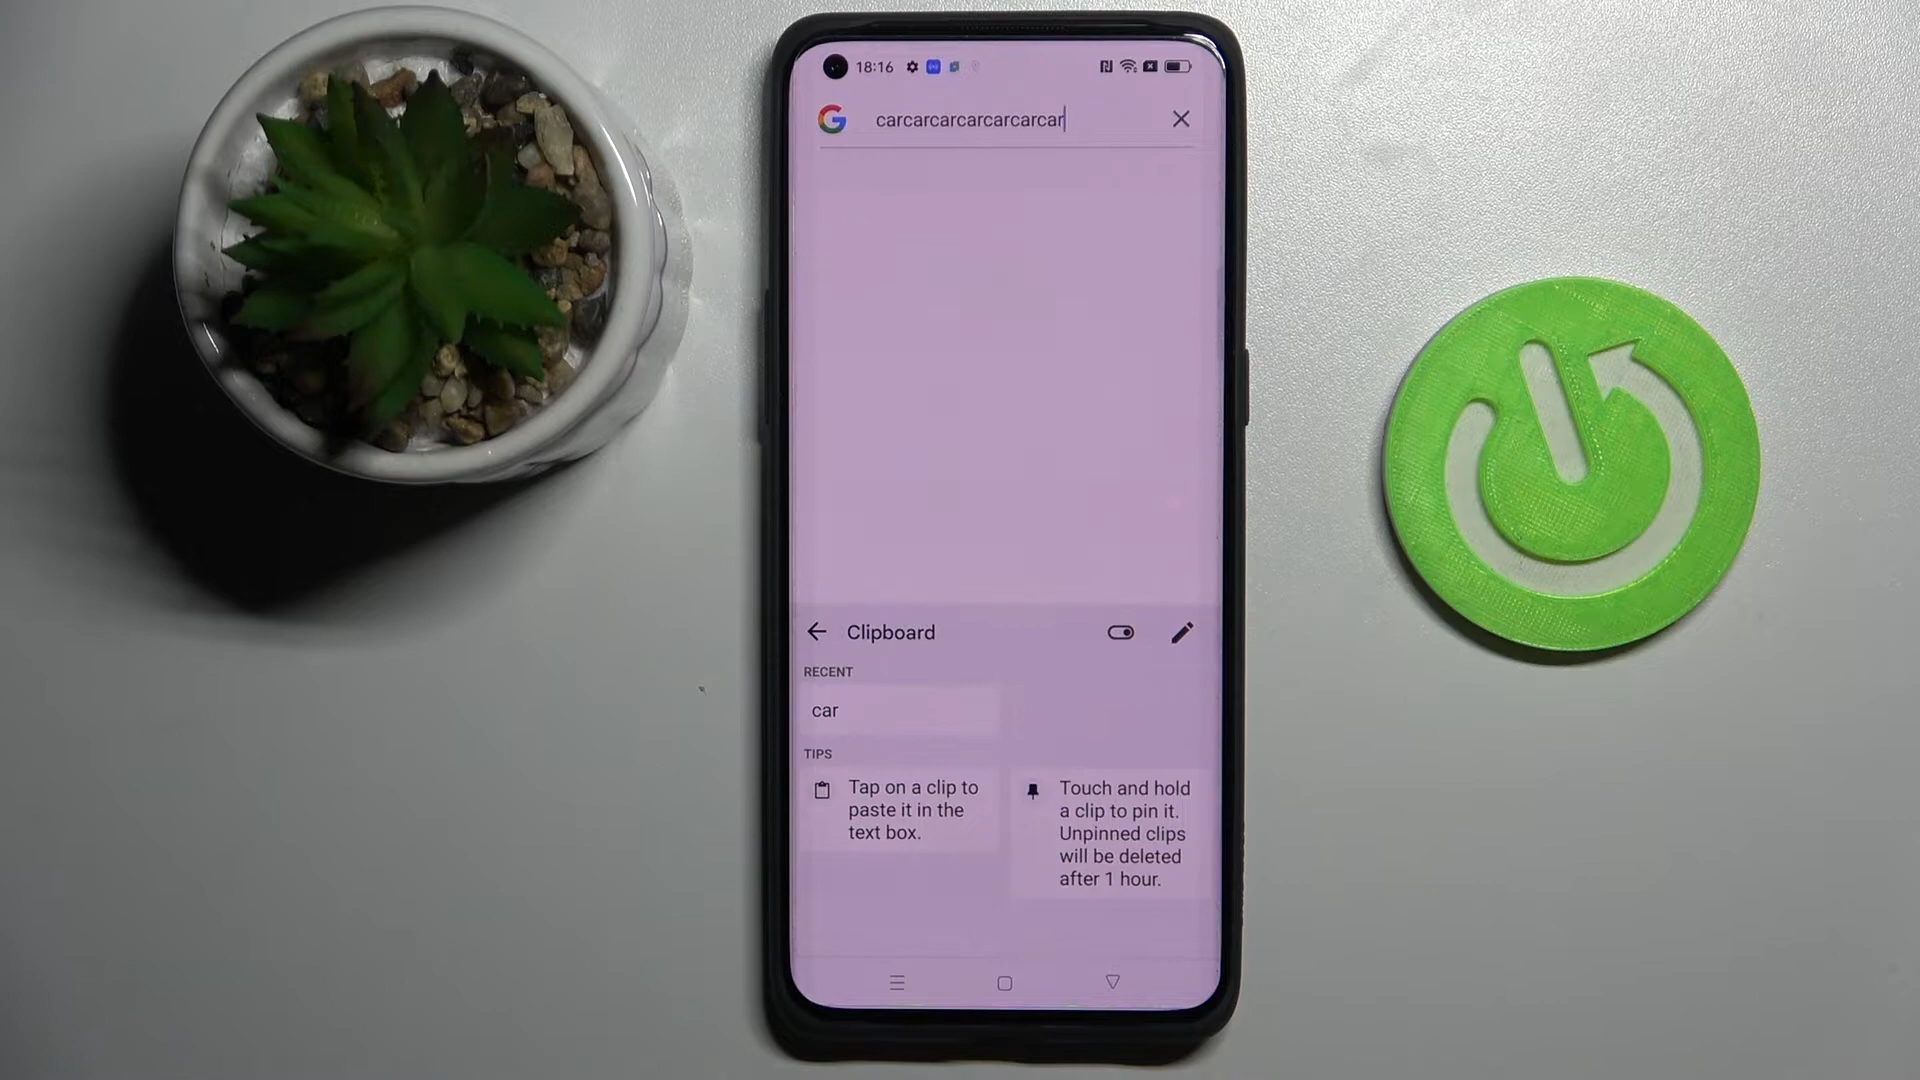 18:16
G carcarcarcarcarcarcar
Clipboard
RECENT
car
TIPS
Tap on a clip to
paste it in the
text box.
Touch and hold
a clip to pin it.
Unpinned clips
will be deleted
after 1 hour.